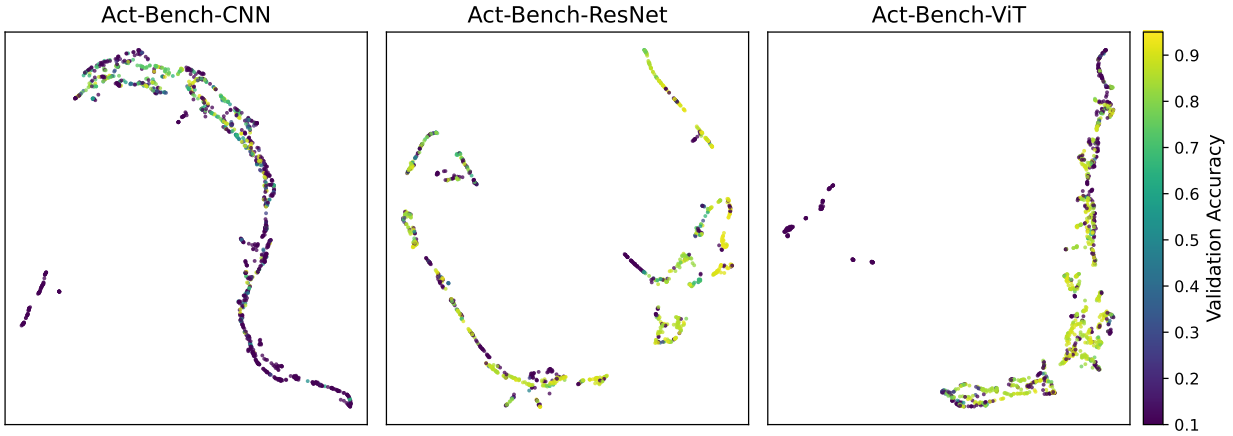 Act-Bench-CNN
Act-Bench-ResNet
Act-Bench-ViT
0.9
0.8
0.7
0.6
0.5
0.4
0.3
0.2
0.1
Validation Accuracy